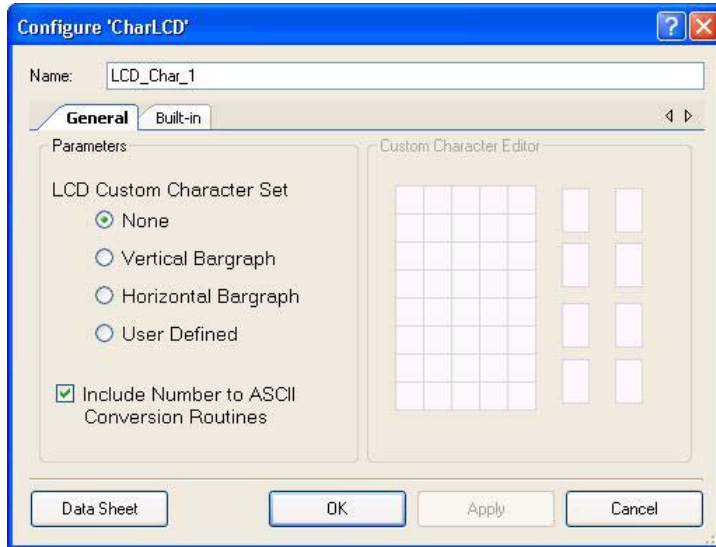 Configure 'CharLCD'
Name: LCD_Char_1
General Built-in
Parameters
LCD Custom Character Set
None
Vertical Bargraph
Horizontal Bargraph
User Defined
Include Number to ASCII
Conversion Routines
Custom Character Editor
Data Sheet OK Apply Cancel